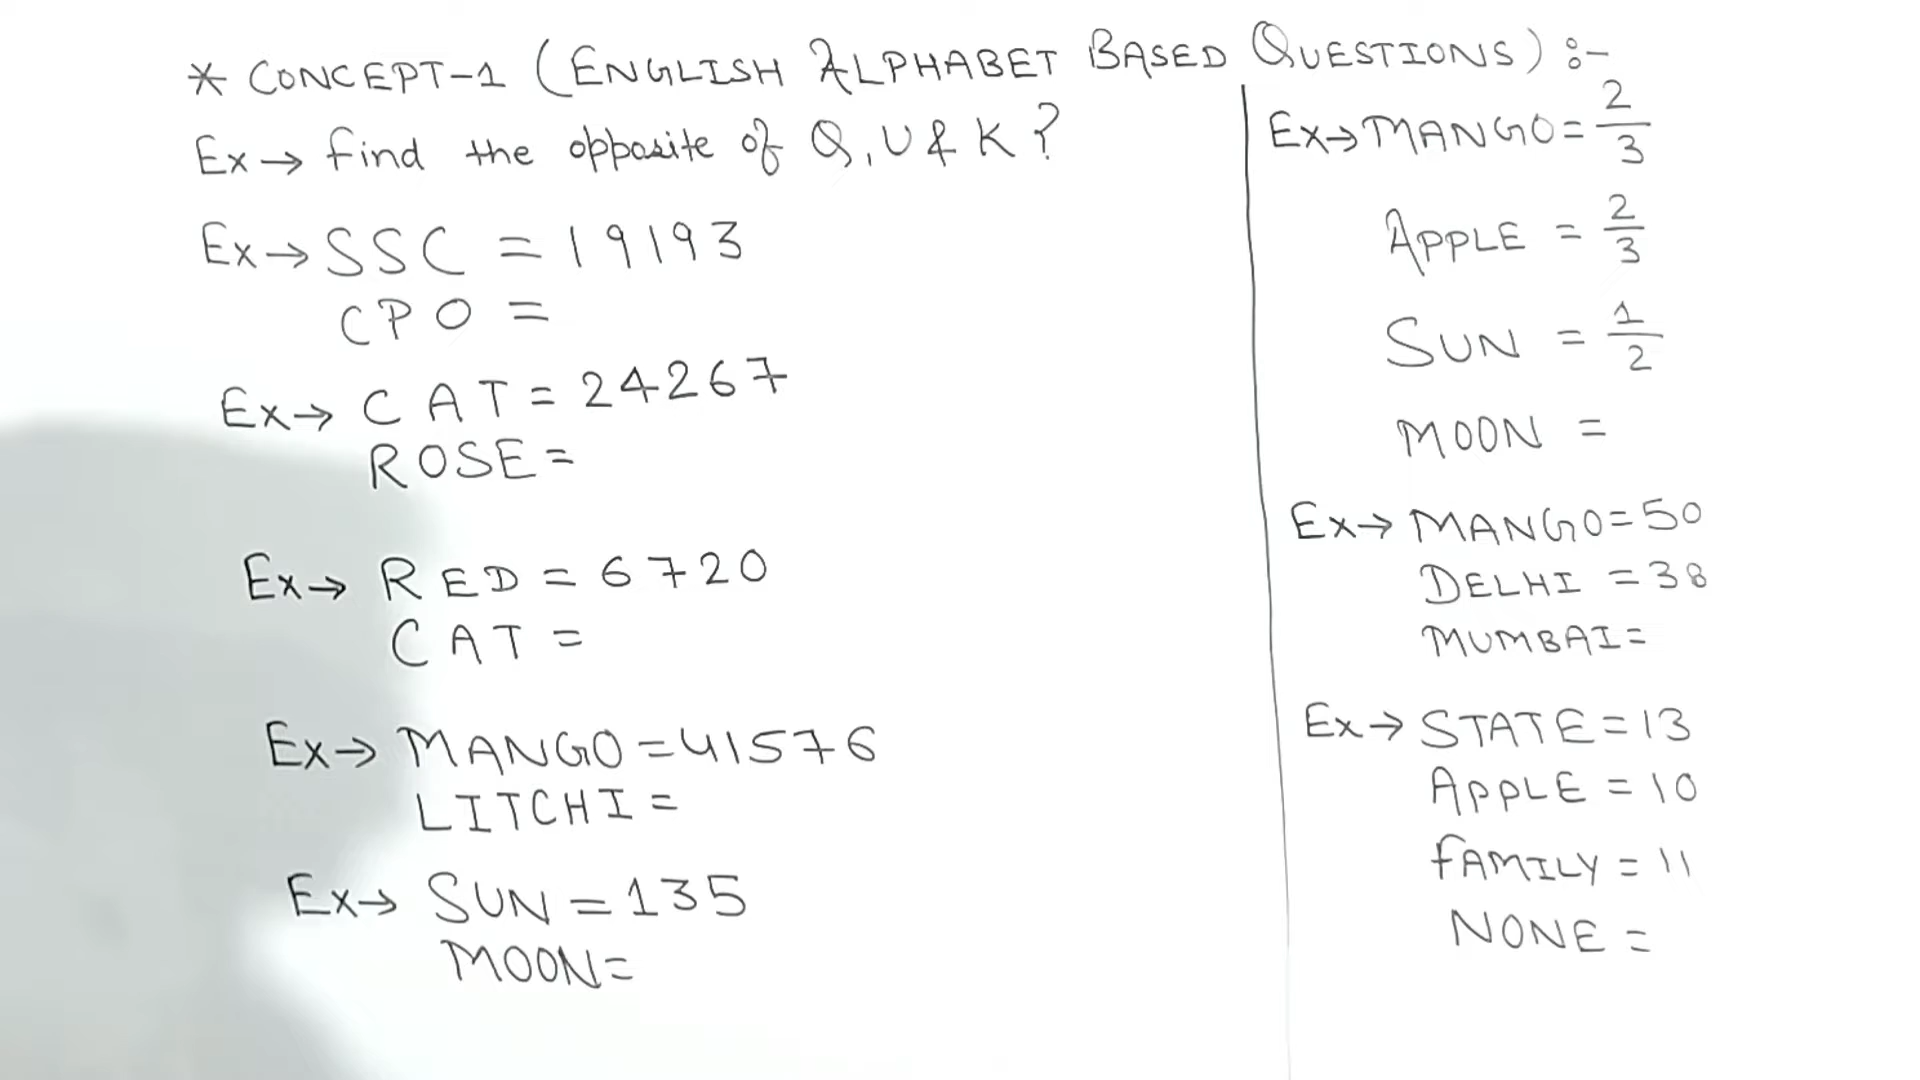 * CONCEPT-1 (ENGLISH ALPHABET BASED QUESTIONS) :-
Ex→ find the opposite of Q, U & K?
Ex→ SSC = 19193
CPO =
Ex→ CAT = 24267
ROSE =
Ex→ RED = 6720
CAT =
Ex→ MANGO = 41576
LITCHI =
Ex→ SUN = 135
MOON =
Ex→ MANGO = 2/3
APPLE = 2/3
SUN = 1/2
MOON =
Ex→ MANGO = 50
DELHI = 38
MUMBAI =
Ex→ STATE = 13
APPLE = 10
fAMILY = 11
NONE =